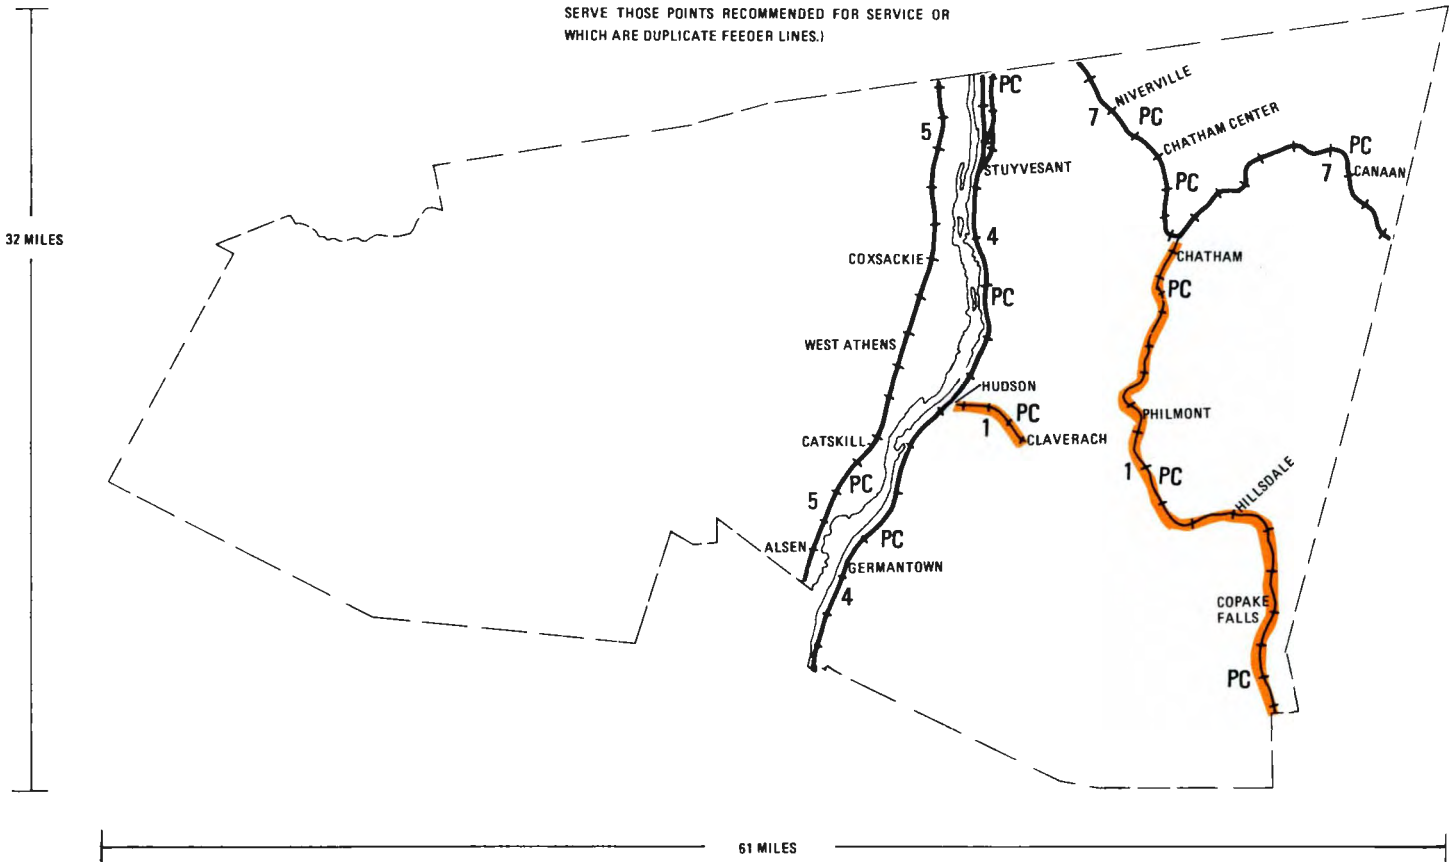 SERVE THOSE POINTS RECOMMENDED FOR SERVICE OR
WHICH ARE DUPLICATE FEEDER LINES.)
PC
NIVERVILLE
7
PC
CHATHAM CENTER
5
PC
7
CANAAN
STUYVESANT
PC
32 MILES
4
COXSACKIE
CHATHAM
PC
PC
WEST ATHENS
HUDSON
PC
1
PHILMONT
CLAVERACH
CATSKILL
1
PC
HILLSDALE
PC
5
PC
ALSEN
GERMANTOWN
4
COPAKE
FALLS
PC
61 MILES